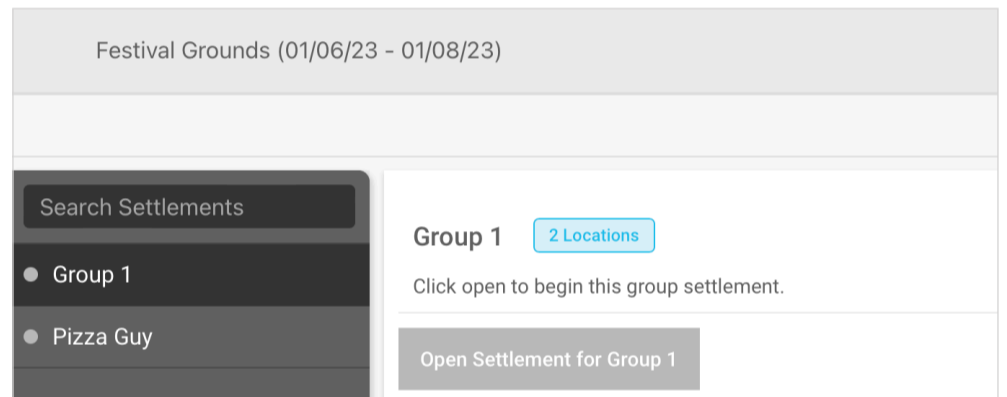 Festival Grounds (01/06/23 - 01/08/23)
Search Settlements
Group 1
Pizza Guy
Group 1
2 Locations
Click open to begin this group settlement.
Open Settlement for Group 1